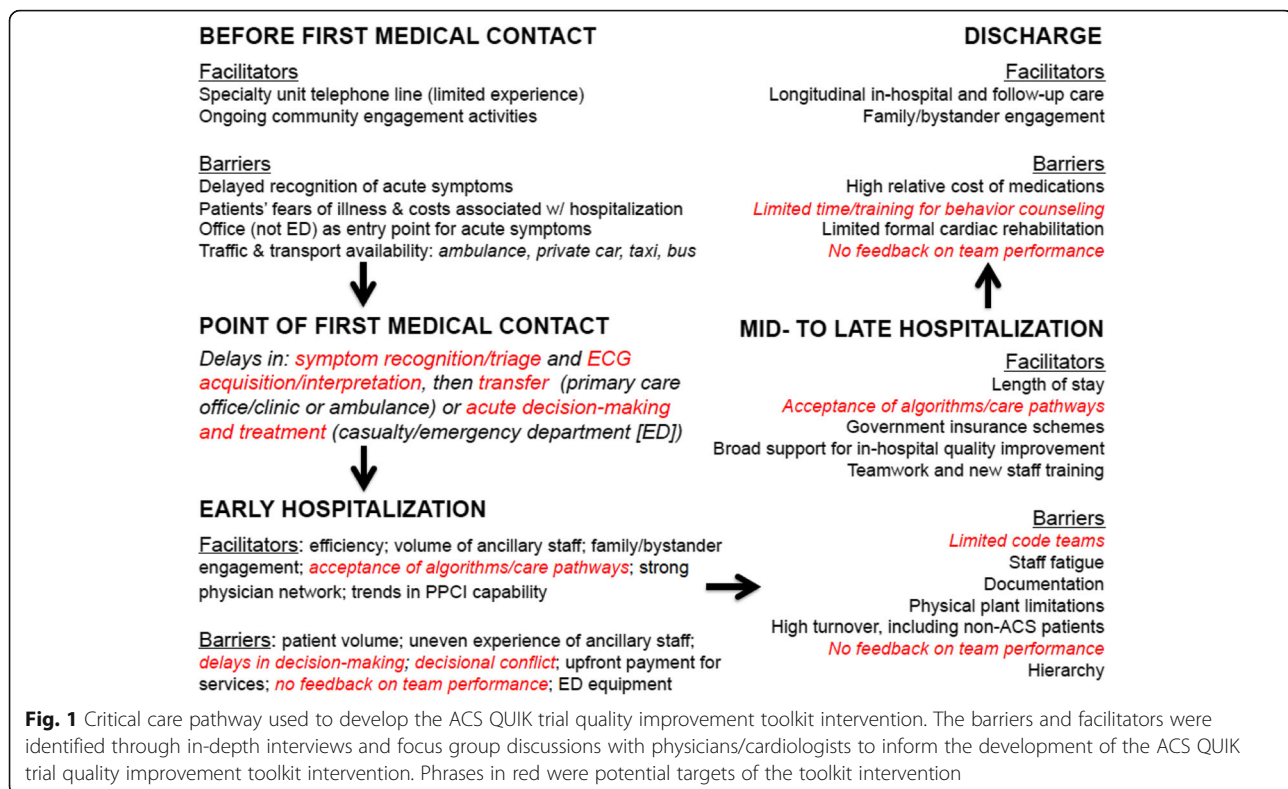 BEFORE FIRST MEDICAL CONTACT
Facilitators
Specialty unit telephone line (limited experience)
Ongoing community engagement activities
Barriers
Delayed recognition of acute symptoms
Patients' fears of illness & costs associated w/ hospitalization
Office (not ED) as entry point for acute symptoms
Traffic & transport availability: ambulance, private car, taxi, bus
POINT OF FIRST MEDICAL CONTACT
Delays in: symptom recognition/triage and ECG
acquisition/interpretation, then transfer (primary care
office/clinic or ambulance) or acute decision-making
and treatment (casualty/emergency department [ED])
EARLY HOSPITALIZATION
Facilitators: efficiency; volume of ancillary staff; family/bystander
engagement; acceptance of algorithms/care pathways; strong
physician network; trends in PPCI capability
Barriers: patient volume; uneven experience of ancillary staff;
delays in decision-making; decisional conflict; upfront payment for
services; no feedback on team performance; ED equipment
MID- TO LATE HOSPITALIZATION
Facilitators
Length of stay
Acceptance of algorithms/care pathways
Government insurance schemes
Broad support for in-hospital quality improvement
Teamwork and new staff training
Barriers
Limited code teams
Staff fatigue
Documentation
Physical plant limitations
High turnover, including non-ACS patients
No feedback on team performance
Hierarchy
DISCHARGE
Facilitators
Longitudinal in-hospital and follow-up care
Family/bystander engagement
Barriers
High relative cost of medications
Limited time/training for behavior counseling
Limited formal cardiac rehabilitation
No feedback on team performance
Fig. 1 Critical care pathway used to develop the ACS QUIK trial quality improvement toolkit intervention. The barriers and facilitators were
identified through in-depth interviews and focus group discussions with physicians/cardiologists to inform the development of the ACS QUIK
trial quality improvement toolkit intervention. Phrases in red were potential targets of the toolkit intervention